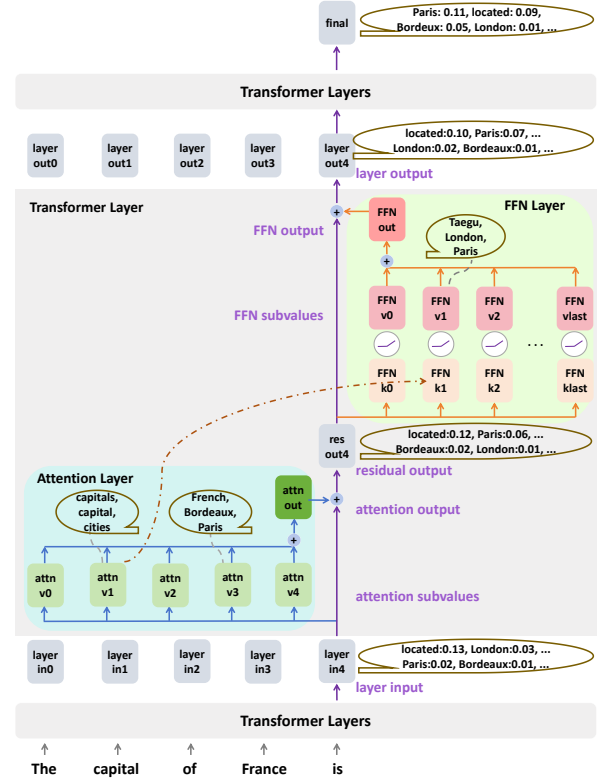 final
Paris: 0.11, located: 0.09,
Bordeux: 0.05, London: 0.01, ...
Transformer Layers
layer out0
layer out1
layer out2
layer out3
layer out4
located:0.10, Paris:0.07, ...
London:0.02, Bordeaux:0.01, ...
layer output
Transformer Layer
FFN Layer
FFN output
+
FFN out
Taegu,
London,
Paris
+
FFN subvalues
FFN v0
FFN v1
FFN v2
FFN vlast
...
FFN k0
FFN k1
FFN k2
FFN klast
res out4
located:0.12, Paris:0.06, ...
Bordeaux:0.02, London:0.01, ...
residual output
Attention Layer
capitals,
capital,
cities
French,
Bordeaux,
Paris
attn out
+
attention output
+
attn v0
attn v1
attn v2
attn v3
attn v4
attention subvalues
layer in0
layer in1
layer in2
layer in3
layer in4
located:0.13, London:0.03, ...
Paris:0.02, Bordeaux:0.01, ...
layer input
Transformer Layers
The capital of France is